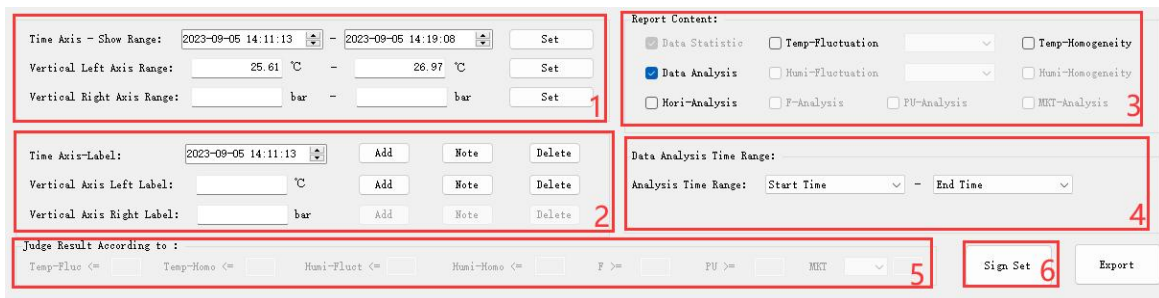 Time Axis - Show Range: 2023-09-05 14:11:13 - 2023-09-05 14:19:08 Set
Vertical Left Axis Range: 25.61 ℃ - 26.97 ℃ Set
Vertical Right Axis Range: bar - bar Set
1
Report Content:
Data Statistic Temp-Fluctuation Temp-Homogeneity
Data Analysis Humi-Fluctuation Humi-Homogeneity
Hori-Analysis F-Analysis PU-Analysis MKT-Analysis
3
Time Axis-Label: 2023-09-05 14:11:13 Add Note Delete
Vertical Axis Left Label: ℃ Add Note Delete
Vertical Axis Right Label: bar Add Note Delete
2
Data Analysis Time Range:
Analysis Time Range: Start Time - End Time
4
Judge Result According to :
Temp-Fluc <= Temp-Homo <= Humi-Fluct <= Humi-Homo <= F >= PU >= MKT
5
Sign Set 6 Export